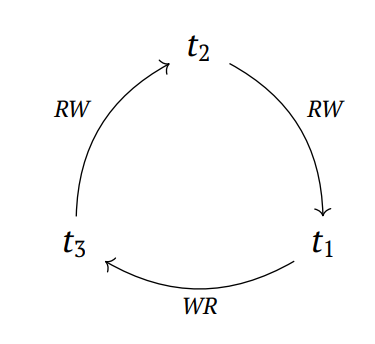 t₂
RW RW
t₃ t₁
WR